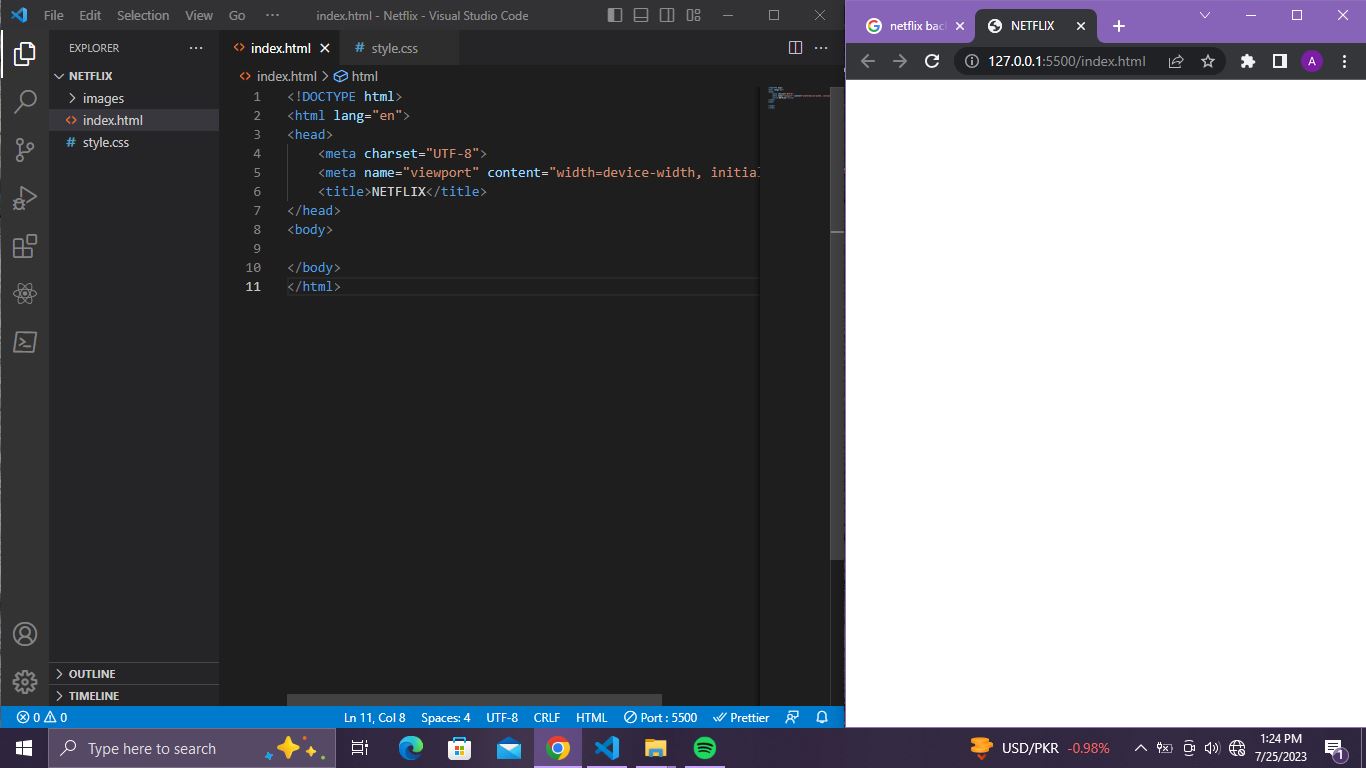 File Edit Selection View Go ··· index.html - Netflix - Visual Studio Code
EXPLORER ···
NETFLIX
images
index.html
style.css
OUTLINE
TIMELINE
index.html style.css ···
index.html > html
1 <!DOCTYPE html>
2 <html lang="en">
3 <head>
4 <meta charset="UTF-8">
5 <meta name="viewport" content="width=device-width, initial
6 <title>NETFLIX</title>
7 </head>
8 <body>
9
10 </body>
11 </html>
0 0 Ln 11, Col 8 Spaces: 4 UTF-8 CRLF HTML Port : 5500 Prettier
netflix bac NETFLIX
127.0.0.1:5500/index.html A
Type here to search USD/PKR -0.98% 1:24 PM
7/25/2023 1